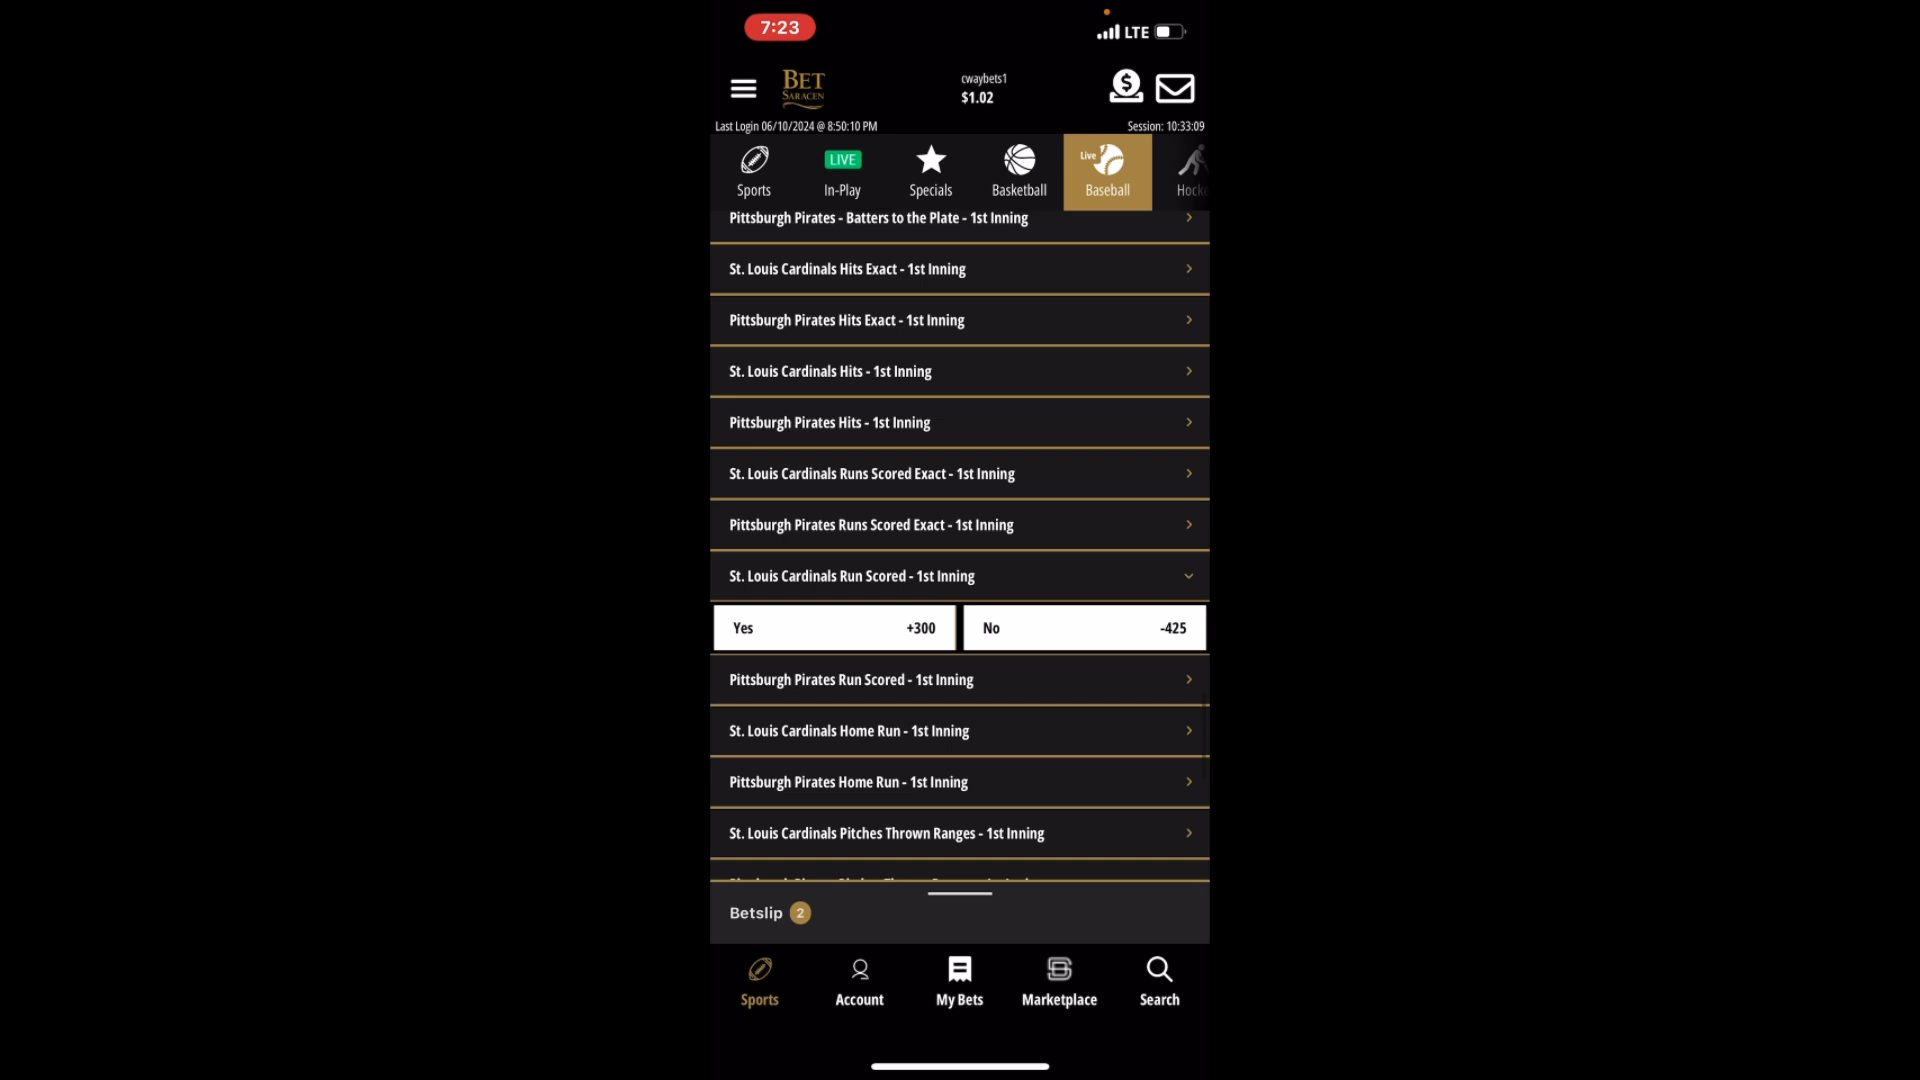 7:23
LTE
BET
SARACEN
cwaybets1
$1.02
Last Login 06/10/2024 @ 8:50:10 PM
Session: 10:33:09
Sports
LIVE
In-Play
Specials
Basketball
Live
Baseball
Hocke
Pittsburgh Pirates - Batters to the Plate - 1st Inning
St. Louis Cardinals Hits Exact - 1st Inning
Pittsburgh Pirates Hits Exact - 1st Inning
St. Louis Cardinals Hits - 1st Inning
Pittsburgh Pirates Hits - 1st Inning
St. Louis Cardinals Runs Scored Exact - 1st Inning
Pittsburgh Pirates Runs Scored Exact - 1st Inning
St. Louis Cardinals Run Scored - 1st Inning
Yes +300
No -425
Pittsburgh Pirates Run Scored - 1st Inning
St. Louis Cardinals Home Run - 1st Inning
Pittsburgh Pirates Home Run - 1st Inning
St. Louis Cardinals Pitches Thrown Ranges - 1st Inning
Betslip 2
Sports
Account
My Bets
Marketplace
Search